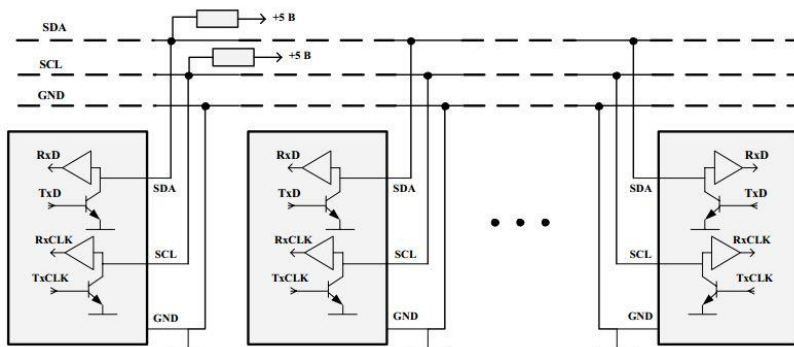 SDA +5 В
SCL +5 В
GND
RxD RxD RxD
SDA SDA SDA
TxD TxD TxD
RxCLK RxCLK RxCLK
SCL SCL SCL
TxCLK TxCLK TxCLK
GND GND GND